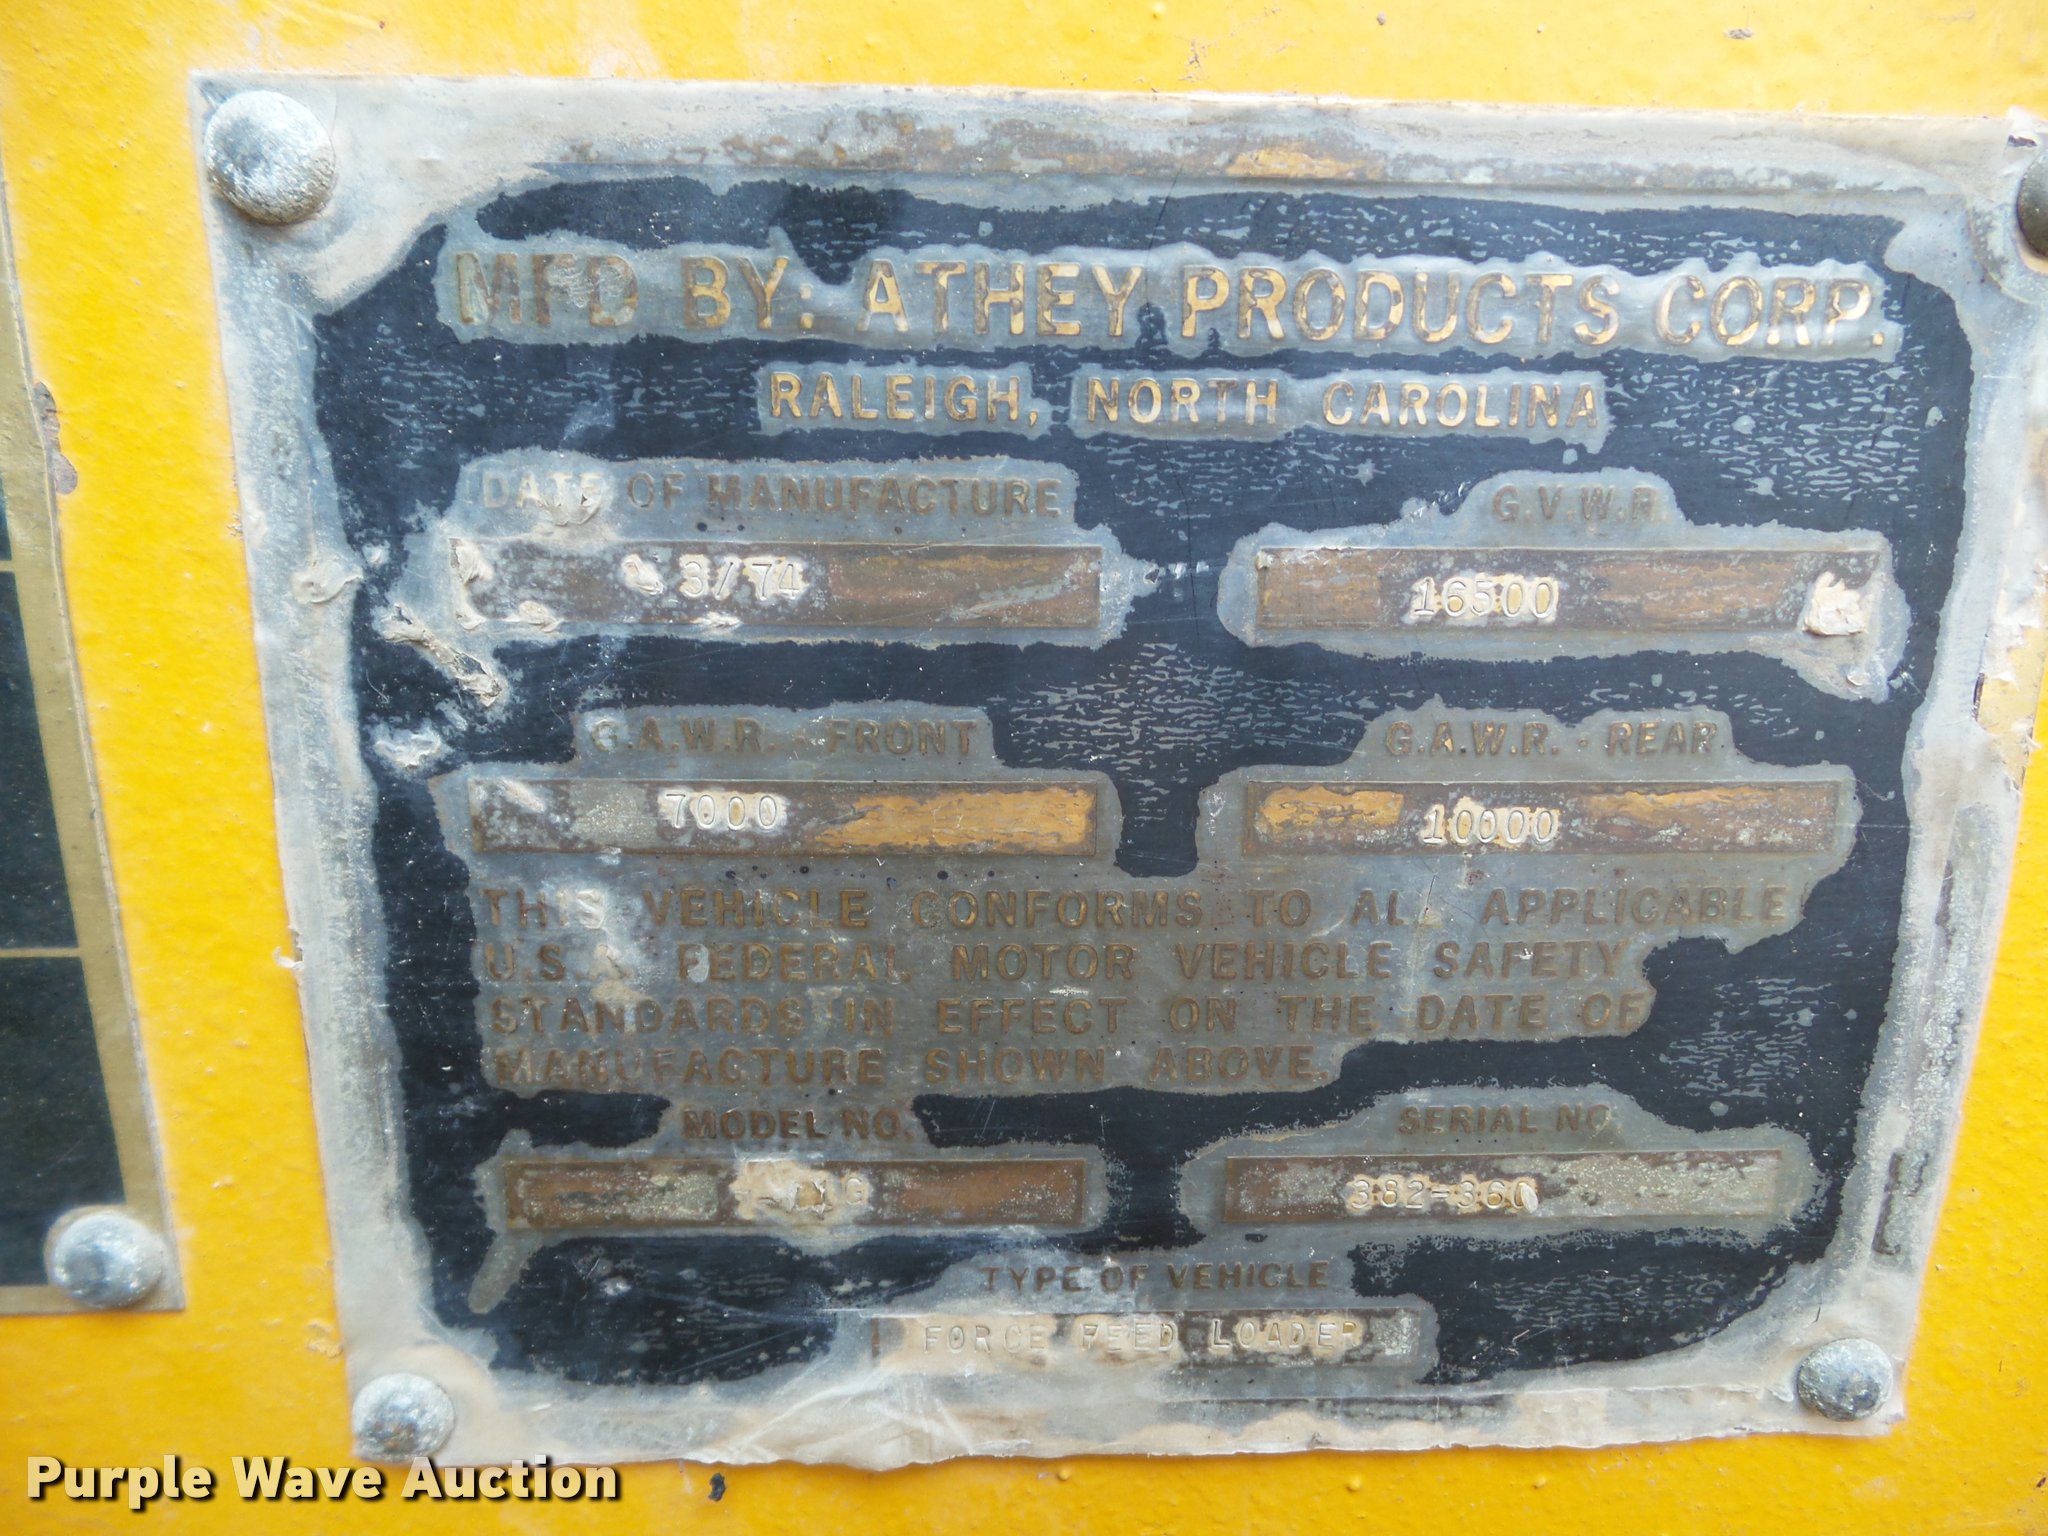 MFD BY: ATHEY PRODUCTS CORP.
RALEIGH, NORTH CAROLINA
DATE OF MANUFACTURE G.V.W.R.
3/74 16500
G.A.W.R. - FRONT G.A.W.R. - REAR
7000 10000
THIS VEHICLE CONFORMS TO ALL APPLICABLE
U.S.A. FEDERAL MOTOR VEHICLE SAFETY
STANDARDS IN EFFECT ON THE DATE OF
MANUFACTURE SHOWN ABOVE.
MODEL NO. SERIAL NO.
382-360
TYPE OF VEHICLE
FORCE FEED LOADER
Purple Wave Auction